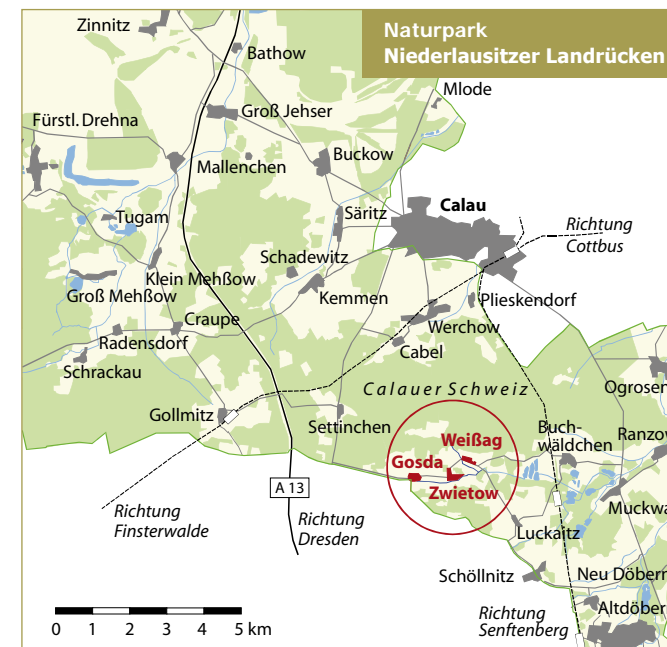 Naturpark
Niederlausitzer Landrücken
Zinnitz
Bathow
Mlode
Groß Jehser
Fürstl. Drehna
Buckow
Mallenchen
Calau
Säritz
Tugam
Richtung
Cottbus
Schadewitz
Klein Mehßow
Groß Mehßow
Kemmen
Plieskendorf
Craupe
Werchow
Radensdorf
Cabel
Schrackau
Calauer Schweiz
Ogrosen
Gollmitz
Settinchen
Buch-
wäldchen
Ranzow
Weißag
Gosda
Zwietow
A 13
Muckwa
Richtung
Finsterwalde
Richtung
Dresden
Luckaitz
Schöllnitz
Neu Döbern
Altdöber
Richtung
Senftenberg
0 1 2 3 4 5 km